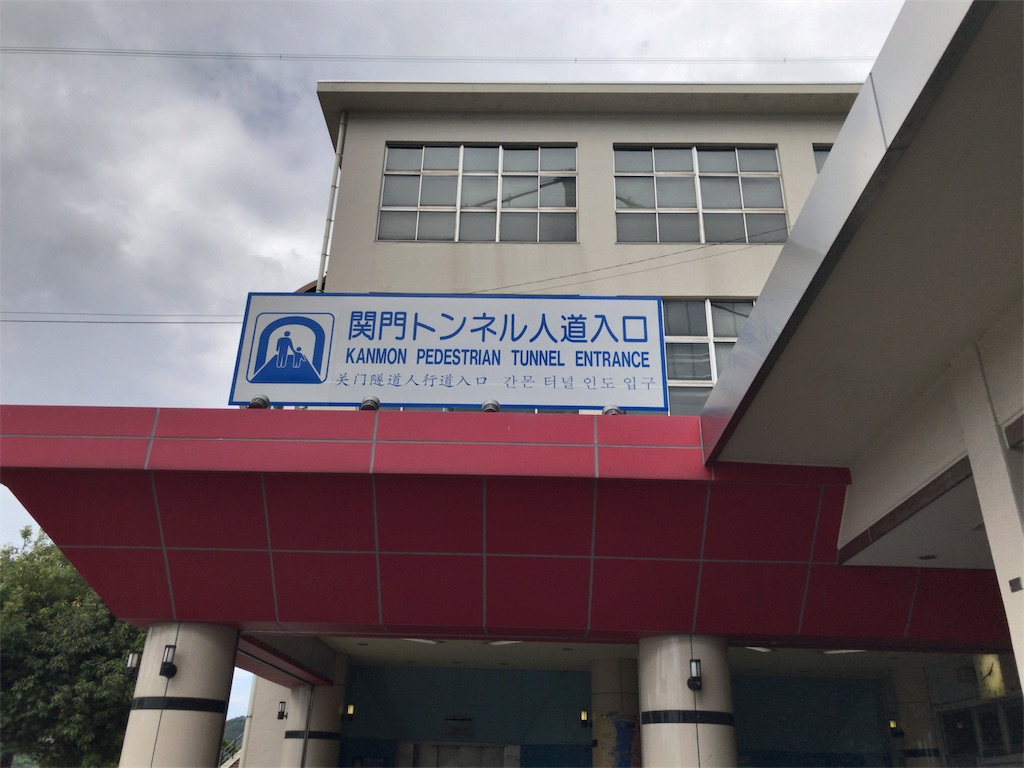 関門トンネル人道入口
KANMON PEDESTRIAN TUNNEL ENTRANCE
关门隧道人行道入口 간몬 터널 인도 입구